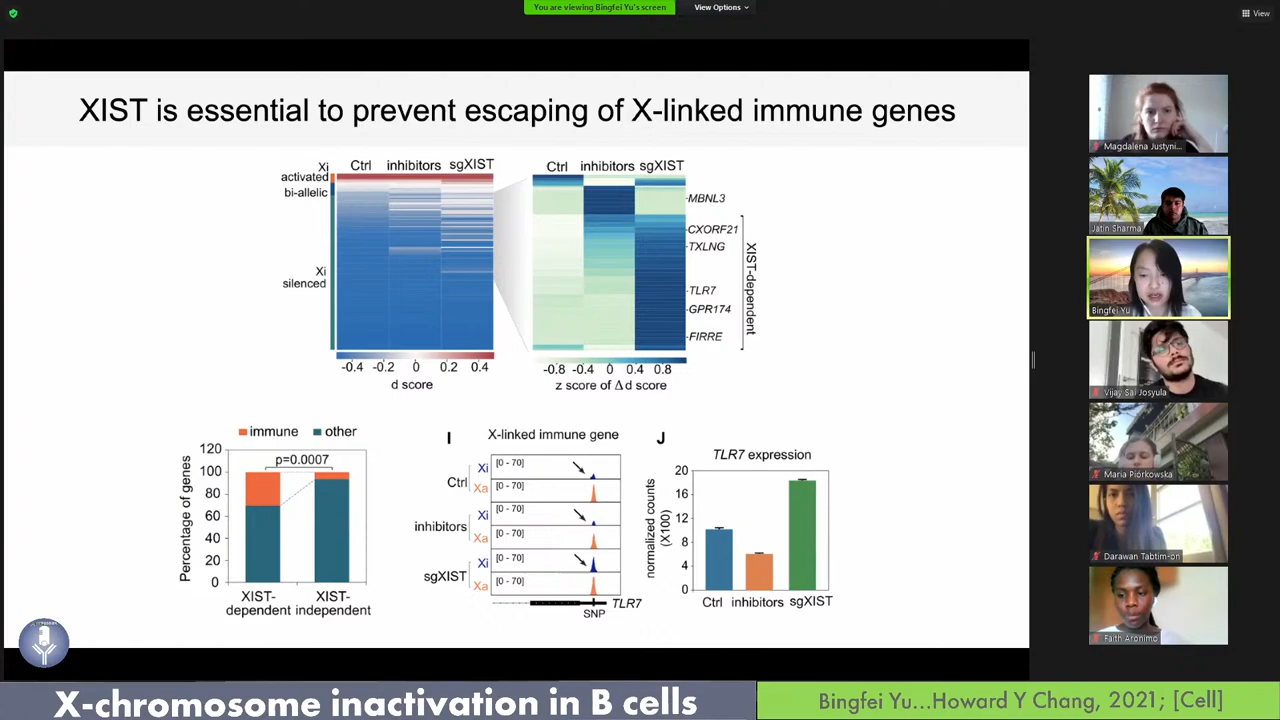 You are viewing Bingfei Yu's screen
View Options
View
XIST is essential to prevent escaping of X-linked immune genes
Xi
activated
bi-allelic
Xi
silenced
Ctrl inhibitors sgXIST
-0.4 -0.2 0 0.2 0.4
d score
Ctrl inhibitors sgXIST
MBNL3
CXORF21
TXLNG
TLR7
GPR174
FIRRE
XIST-dependent
-0.8 -0.4 0 0.4 0.8
z score of Δ d score
immune other
p=0.0007
Percentage of genes
120
100
80
60
40
20
0
XIST-
dependent
XIST-
independent
I
X-linked immune gene
Ctrl
Xi [0 - 70]
Xa [0 - 70]
inhibitors
Xi [0 - 70]
Xa [0 - 70]
sgXIST
Xi [0 - 70]
Xa [0 - 70]
TLR7
SNP
J
TLR7 expression
normalized counts
(X100)
20
16
12
8
4
0
Ctrl inhibitors sgXIST
Magdalena Justyni...
Jatin Sharma
Bingfei Yu
Vijay Sai Josyula
Maria Piórkowska
Darawan Tabtim-on
Faith Aronimo
X-chromosome inactivation in B cells
Bingfei Yu...Howard Y Chang, 2021; [Cell]